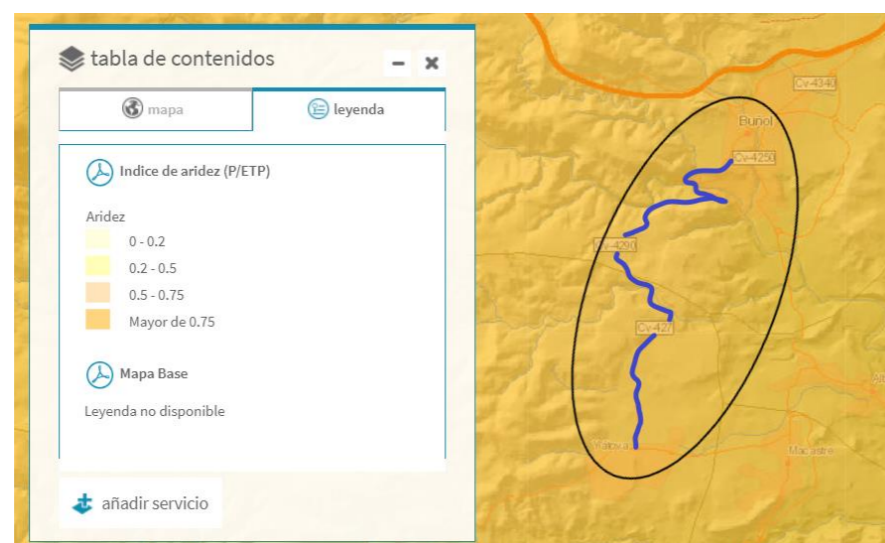 tabla de contenidos
mapa
leyenda
Indice de aridez (P/ETP)
Aridez
0 - 0.2
0.2 - 0.5
0.5 - 0.75
Mayor de 0.75
Mapa Base
Leyenda no disponible
añadir servicio
Cv-4340
Buñol
Cv-4250
Cv-4290
Cv-427
Macastre